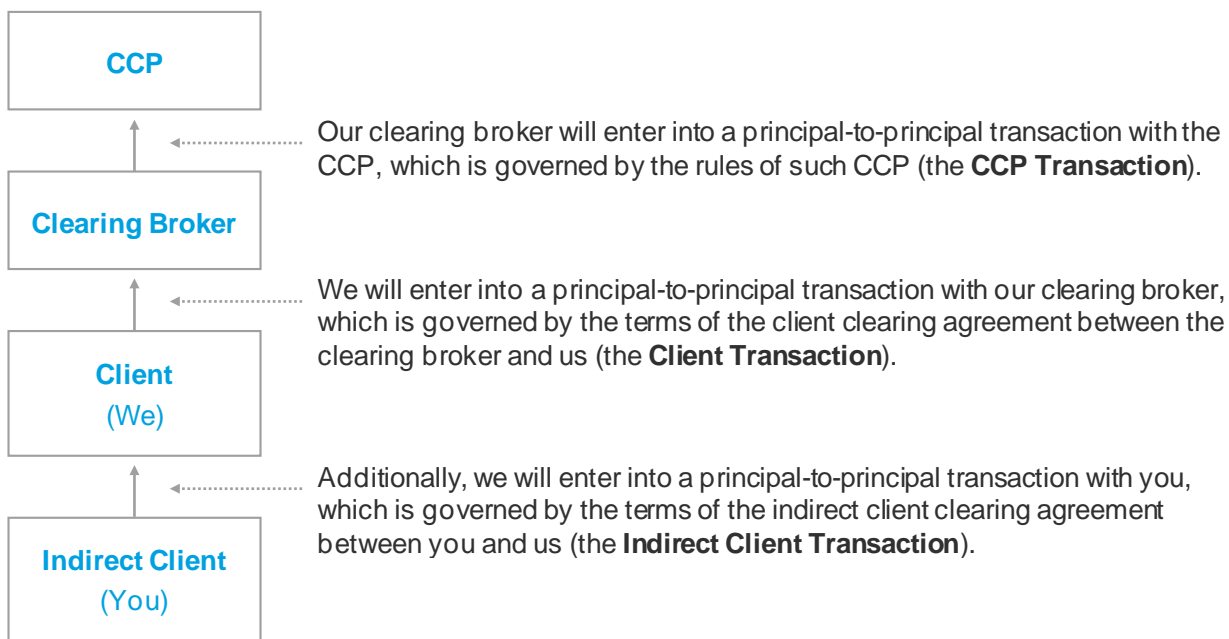 CCP
Our clearing broker will enter into a principal-to-principal transaction with the
CCP, which is governed by the rules of such CCP (the CCP Transaction).
Clearing Broker
We will enter into a principal-to-principal transaction with our clearing broker,
which is governed by the terms of the client clearing agreement between the
clearing broker and us (the Client Transaction).
Client
(We)
Additionally, we will enter into a principal-to-principal transaction with you,
which is governed by the terms of the indirect client clearing agreement
between you and us (the Indirect Client Transaction).
Indirect Client
(You)